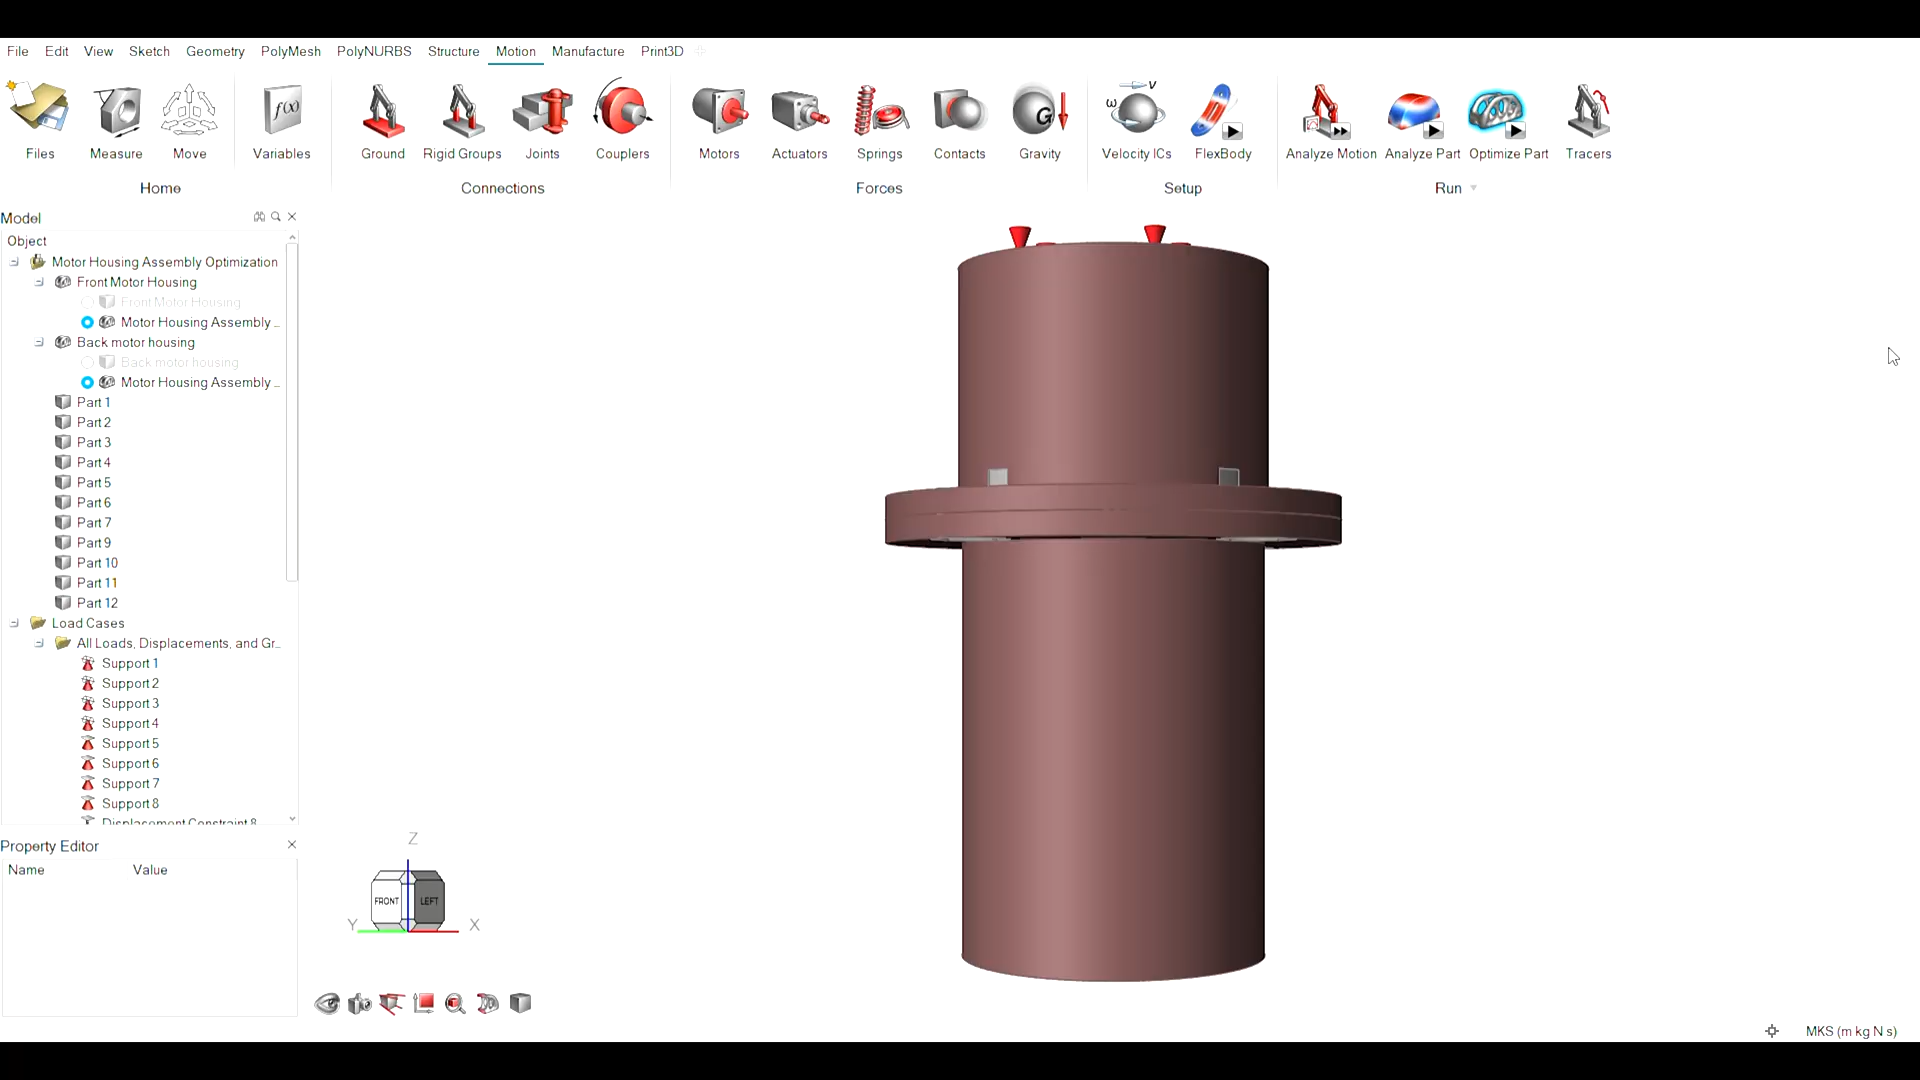 File Edit View Sketch Geometry PolyMesh PolyNURBS Structure Motion Manufacture Print3D
f(x) G ω v
Files Measure Move Variables Ground Rigid Groups Joints Couplers Motors Actuators Springs Contacts Gravity Velocity ICs FlexBody Analyze Motion Analyze Part Optimize Part Tracers
Home Connections Forces Setup Run
Model
Object
Motor Housing Assembly Optimization
Front Motor Housing
Front Motor Housing
Motor Housing Assembly ...
Back motor housing
Back motor housing
Motor Housing Assembly ...
Part 1
Part 2
Part 3
Part 4
Part 5
Part 6
Part 7
Part 9
Part 10
Part 11
Part 12
Load Cases
All Loads, Displacements, and Gr...
Support 1
Support 2
Support 3
Support 4
Support 5
Support 6
Support 7
Support 8
Displacement Constraint 8
Property Editor
Name Value
Z
FRONT LEFT
Y X
MKS (m kg N s)